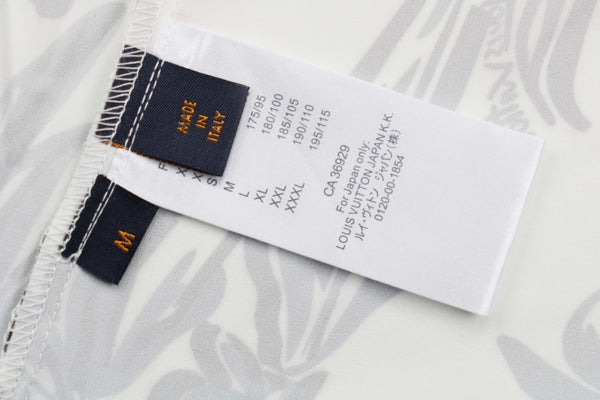 MADE
IN
ITALY
M
S
M
L
XL
XXL
XXXL
175/95
180/100
185/105
190/110
195/115
CA 36929
For Japan only:
LOUIS VUITTON JAPAN K.K.
ルイ・ヴィトン ジャパン(株)
0120-00-1854